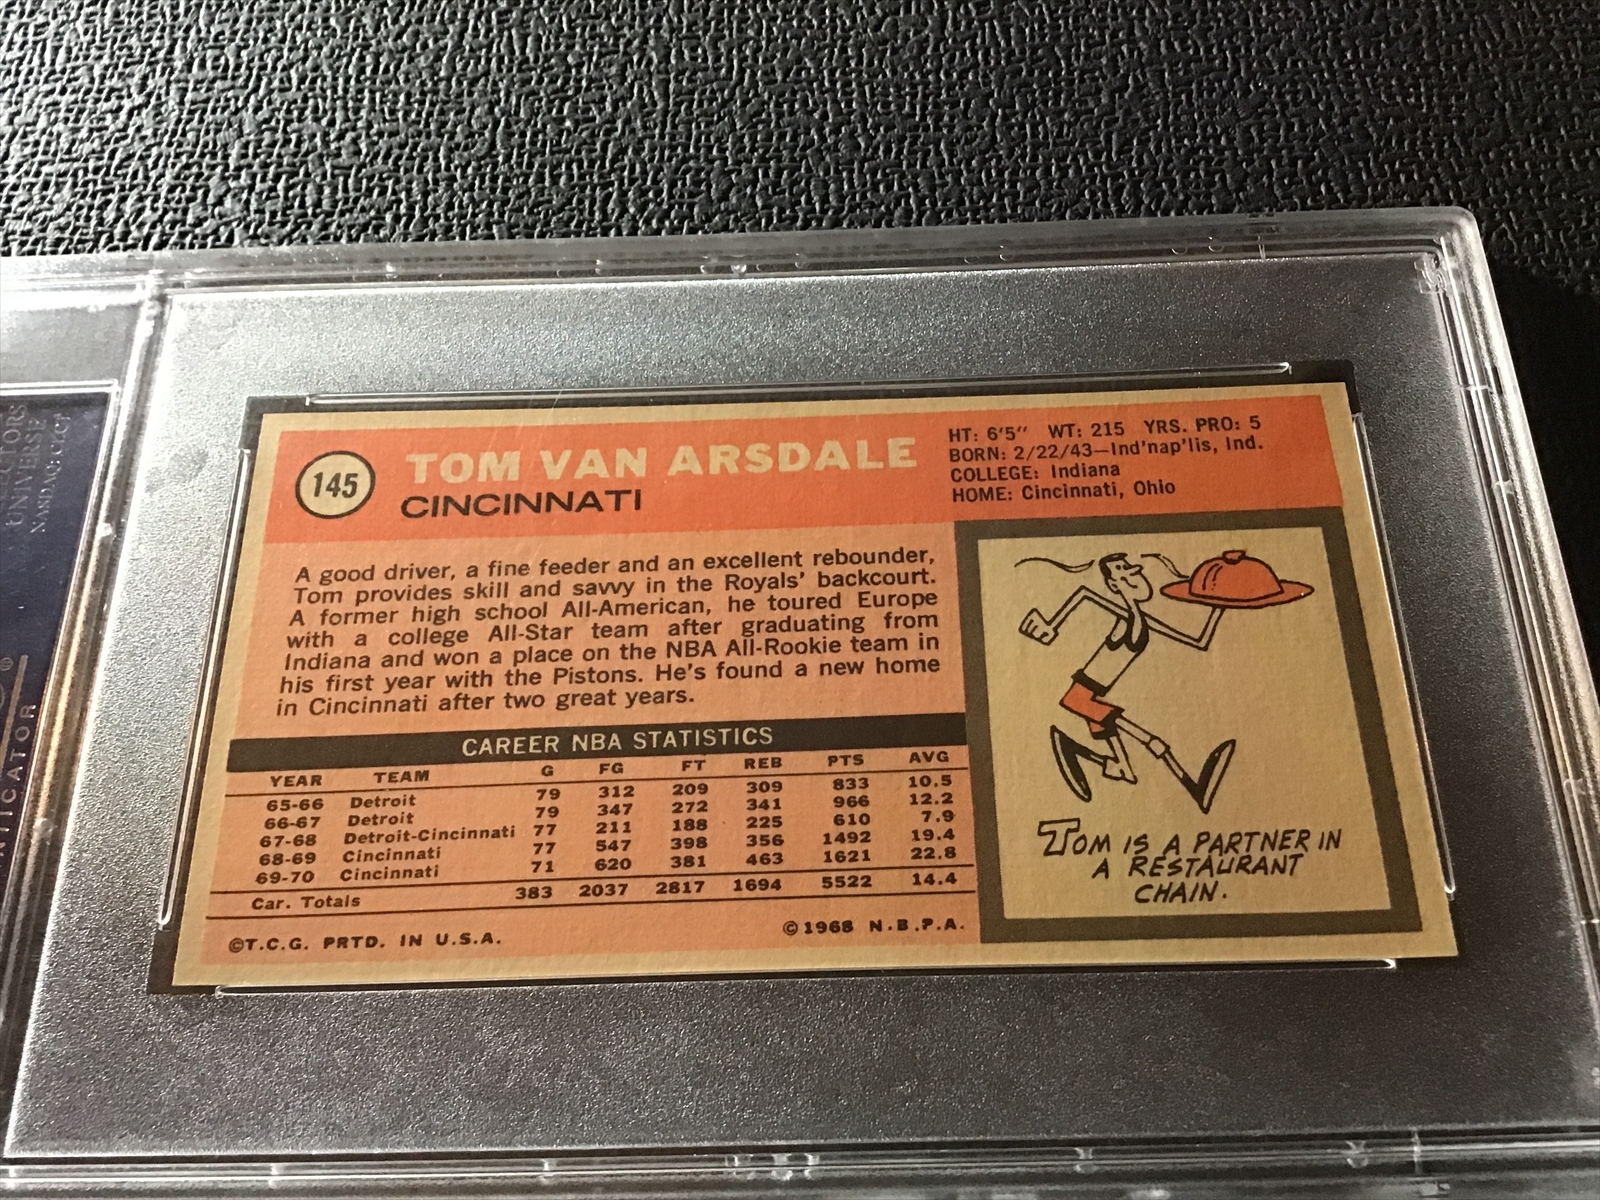 145
TOM VAN ARSDALE
CINCINNATI
HT: 6'5" WT: 215 YRS. PRO: 5
BORN: 2/22/43—Ind'nap'lis, Ind.
COLLEGE: Indiana
HOME: Cincinnati, Ohio
A good driver, a fine feeder and an excellent rebounder,
Tom provides skill and savvy in the Royals' backcourt.
A former high school All-American, he toured Europe
with a college All-Star team after graduating from
Indiana and won a place on the NBA All-Rookie team in
his first year with the Pistons. He's found a new home
in Cincinnati after two great years.
CAREER NBA STATISTICS
YEAR TEAM G FG FT REB PTS AVG
65-66 Detroit 79 312 209 309 833 10.5
66-67 Detroit 79 347 272 341 966 12.2
67-68 Detroit-Cincinnati 77 211 188 225 610 7.9
68-69 Cincinnati 77 547 398 356 1492 19.4
69-70 Cincinnati 71 620 381 463 1621 22.8
Car. Totals 383 2037 2817 1694 5522 14.4
©T.C.G. PRTD. IN U.S.A.
©1968 N.B.P.A.
TOM IS A PARTNER IN
A RESTAURANT
CHAIN.
UNIVERSE
NASDAQ: CLCT